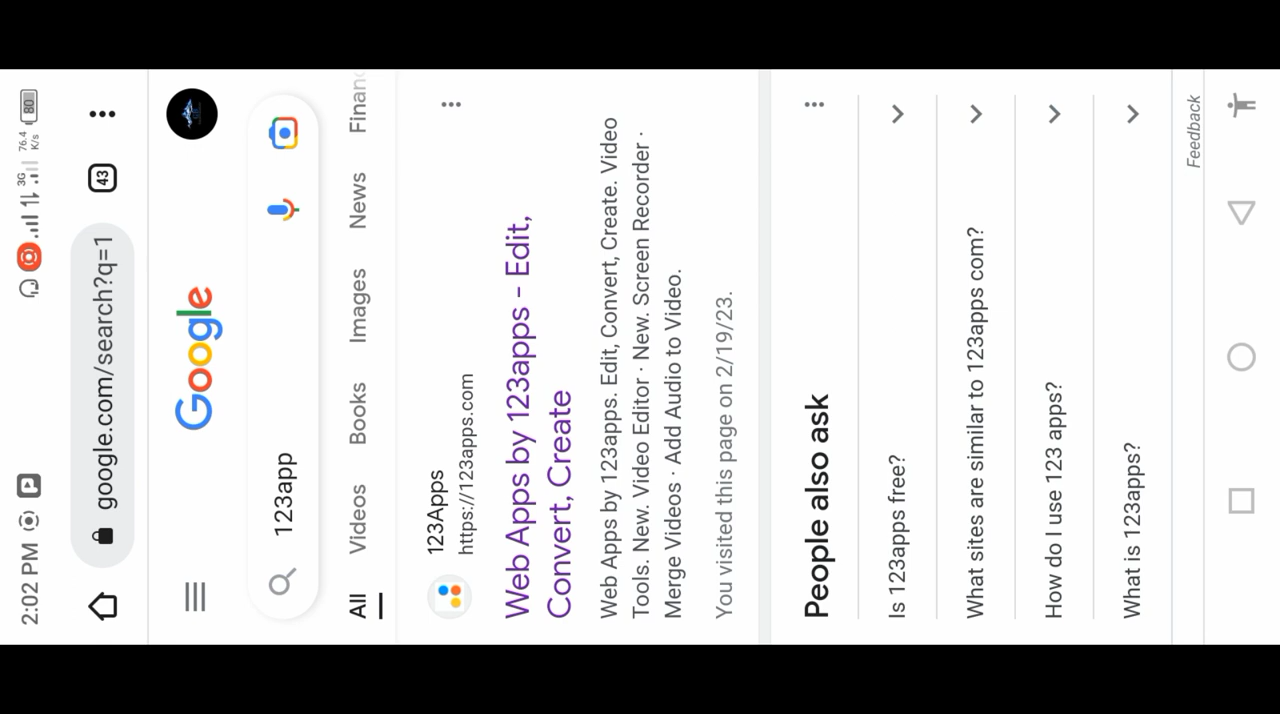 2:02 PM
3G
76.4
K/s
80
google.com/search?q=1
43
Google
123app
All
Videos
Books
Images
News
Financ
123Apps
https://123apps.com
Web Apps by 123apps - Edit,
Convert, Create
Web Apps by 123apps. Edit, Convert, Create. Video
Tools. New. Video Editor · New. Screen Recorder ·
Merge Videos · Add Audio to Video.
You visited this page on 2/19/23.
People also ask
Is 123apps free?
What sites are similar to 123apps com?
How do I use 123 apps?
What is 123apps?
Feedback